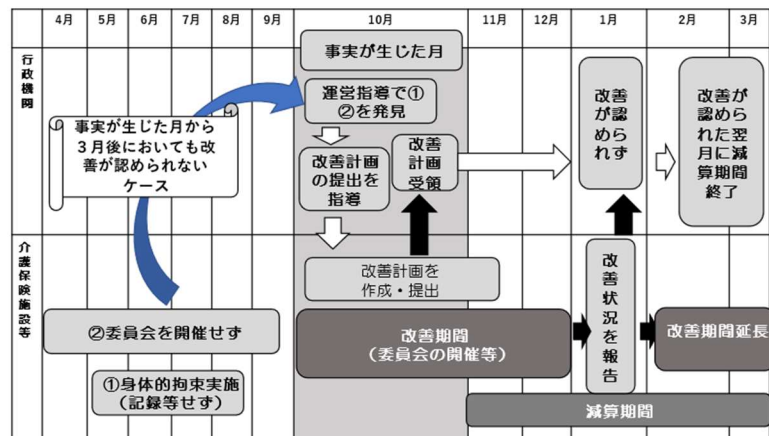 4月 5月 6月 7月 8月 9月 10月 11月 12月 1月 2月 3月
行政機関
事実が生じた月
運営指導で①
②を発見
事実が生じた月から
３月後においても改
善が認められない
ケース
改善計画
の提出を
指導
改善
計画
受領
改善
が認
めら
れず
改善が
認めら
れた翌
月に減
算期間
終了
介護保険施設等
改善計画を
作成・提出
②委員会を開催せず
改善期間
（委員会の開催等）
改善状況を報告
改善期間延長
①身体的拘束実施
（記録等せず）
減算期間